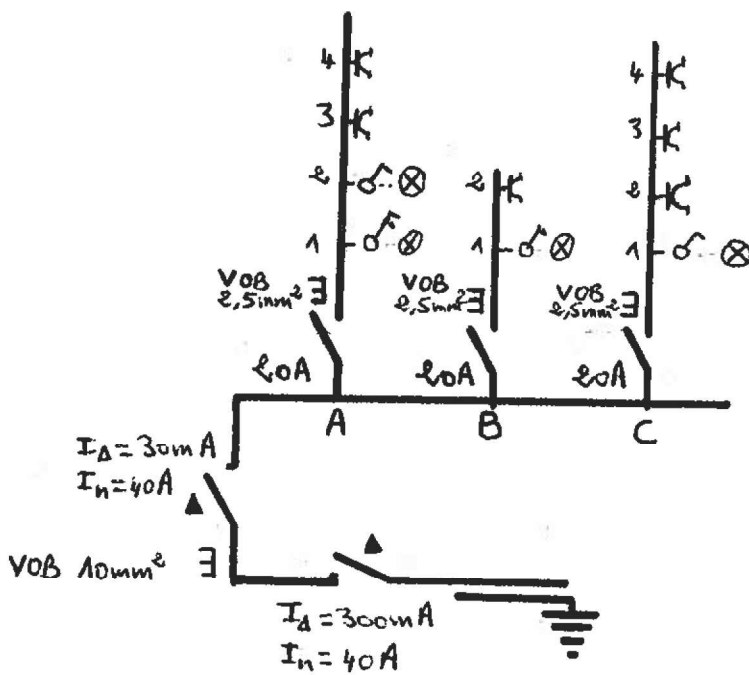 4
3
2
1
VOB
2,5mm²
20A
A
2
1
VOB
2,5mm²
20A
B
4
3
2
1
VOB
2,5mm²
20A
C
IΔ=30mA
In=40A
VOB 10mm²
IΔ=300mA
In=40A